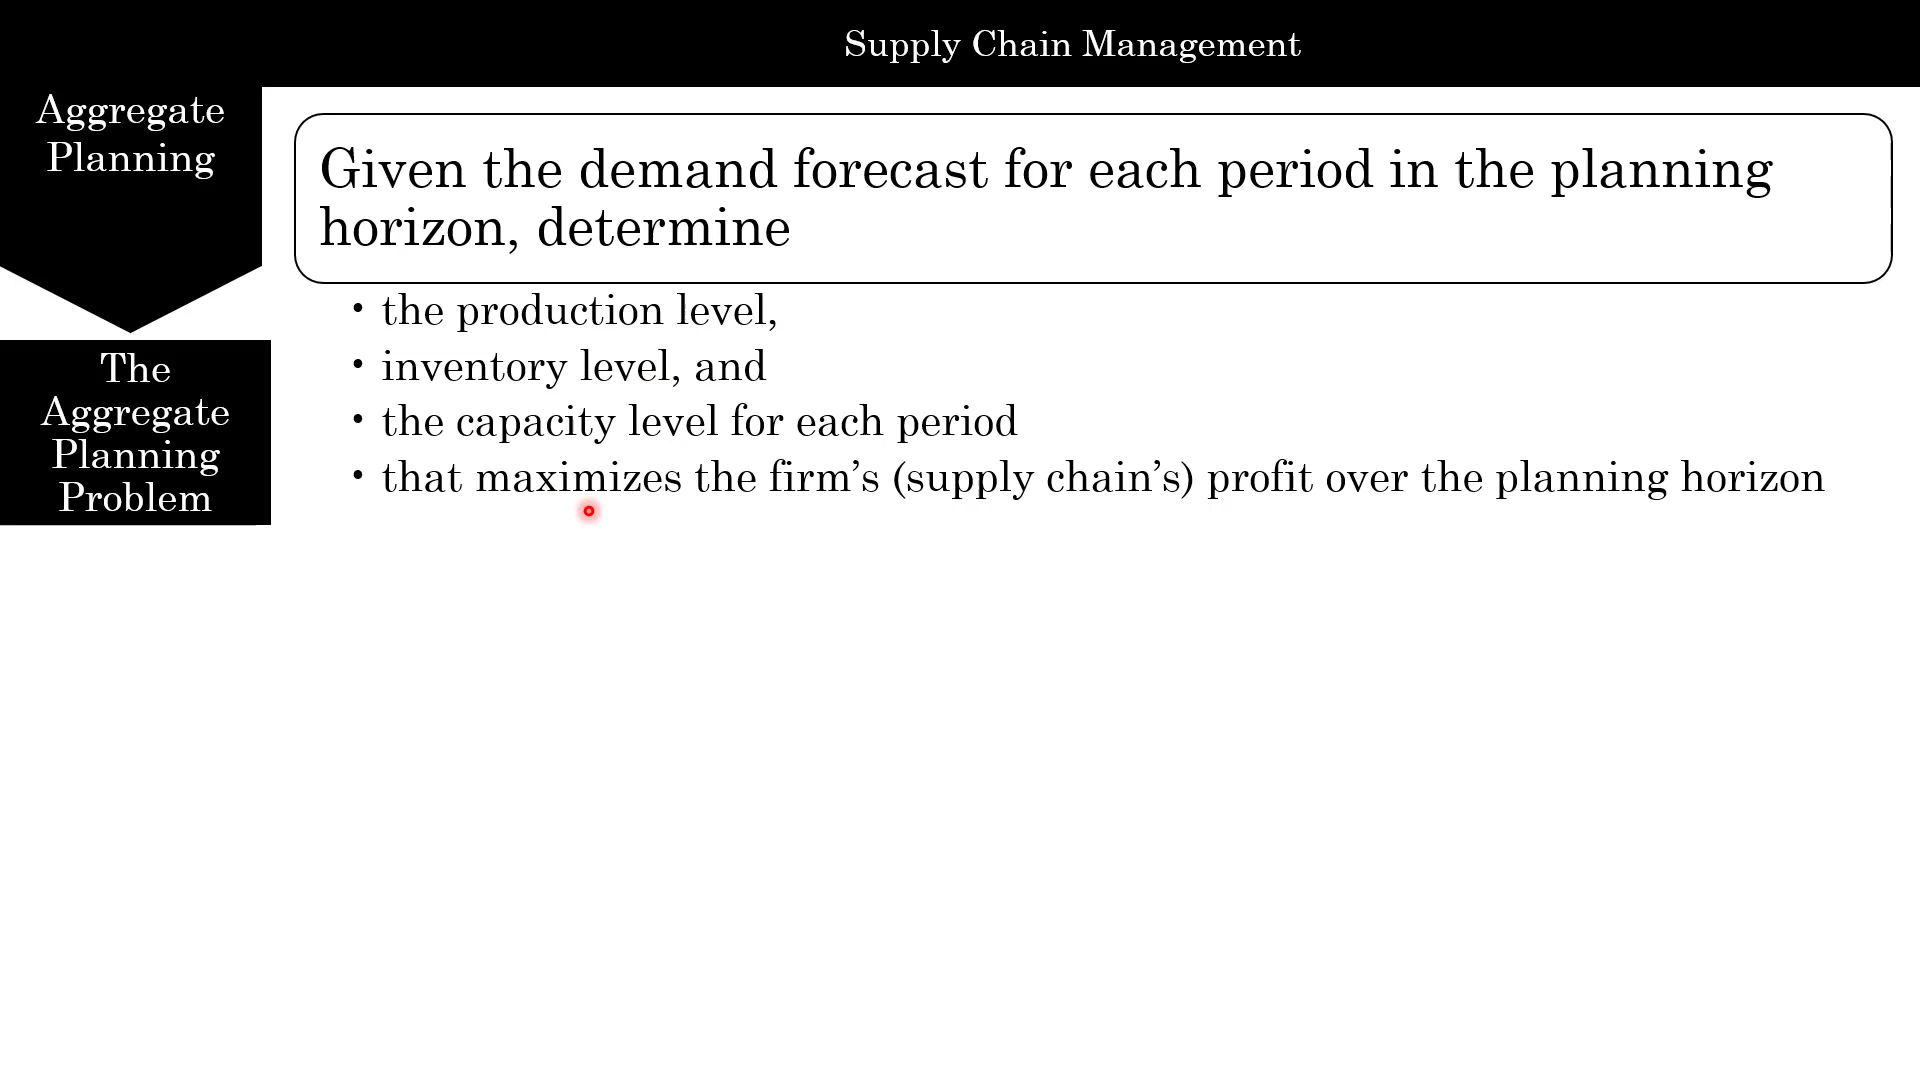 Supply Chain Management
Aggregate
Planning
Given the demand forecast for each period in the planning
horizon, determine
• the production level,
• inventory level, and
• the capacity level for each period
• that maximizes the firm’s (supply chain’s) profit over the planning horizon
The
Aggregate
Planning
Problem